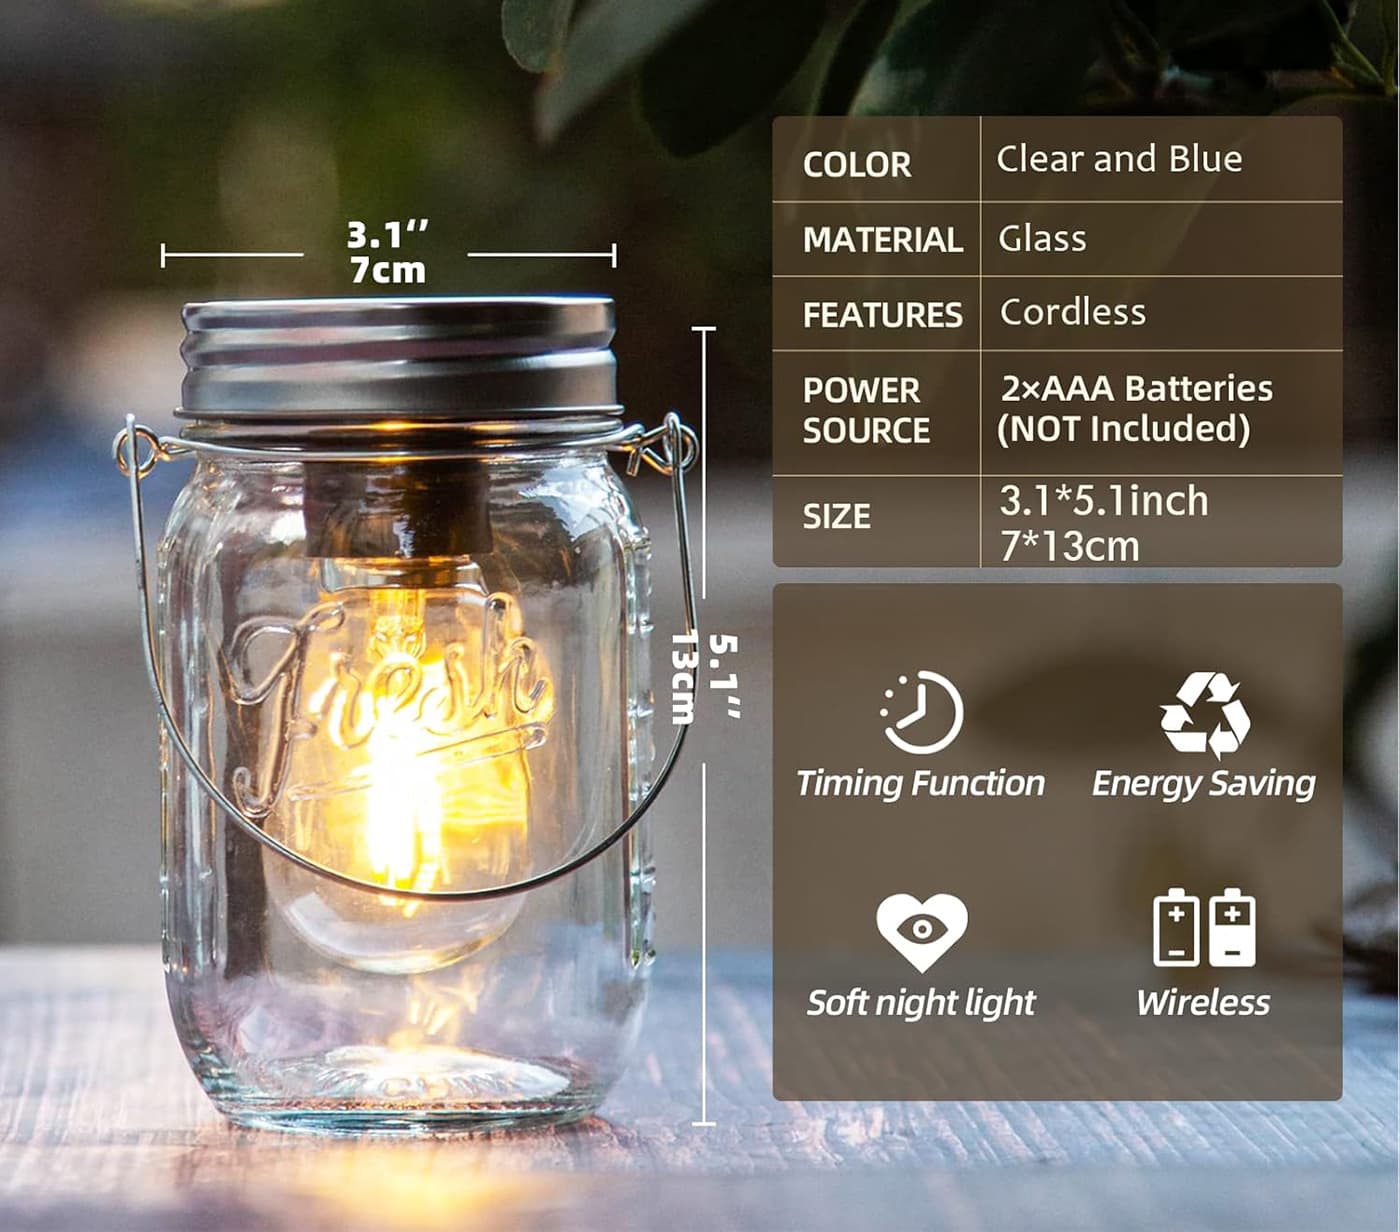 3.1''
7cm
COLOR
Clear and Blue
MATERIAL
Glass
FEATURES
Cordless
POWER
SOURCE
2×AAA Batteries
(NOT Included)
SIZE
3.1*5.1inch
7*13cm
5.1''
13cm
Fresh
Timing Function
Energy Saving
Soft night light
Wireless